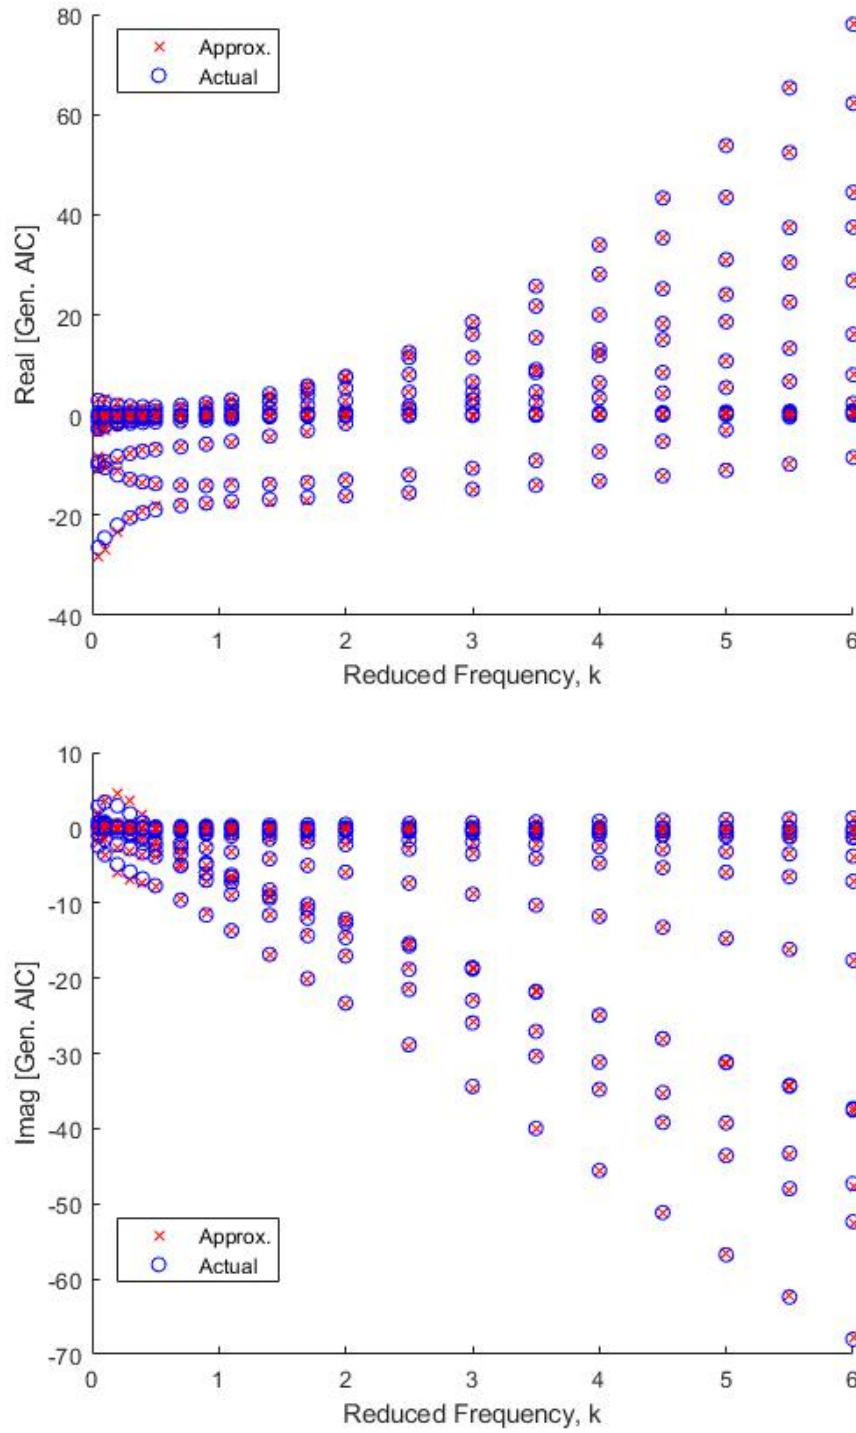 80
60
40
20
0
-20
-40
Real [Gen. AIC]
Approx.
Actual
0 1 2 3 4 5 6
Reduced Frequency, k
10
0
-10
-20
-30
-40
-50
-60
-70
Imag [Gen. AIC]
Approx.
Actual
0 1 2 3 4 5 6
Reduced Frequency, k